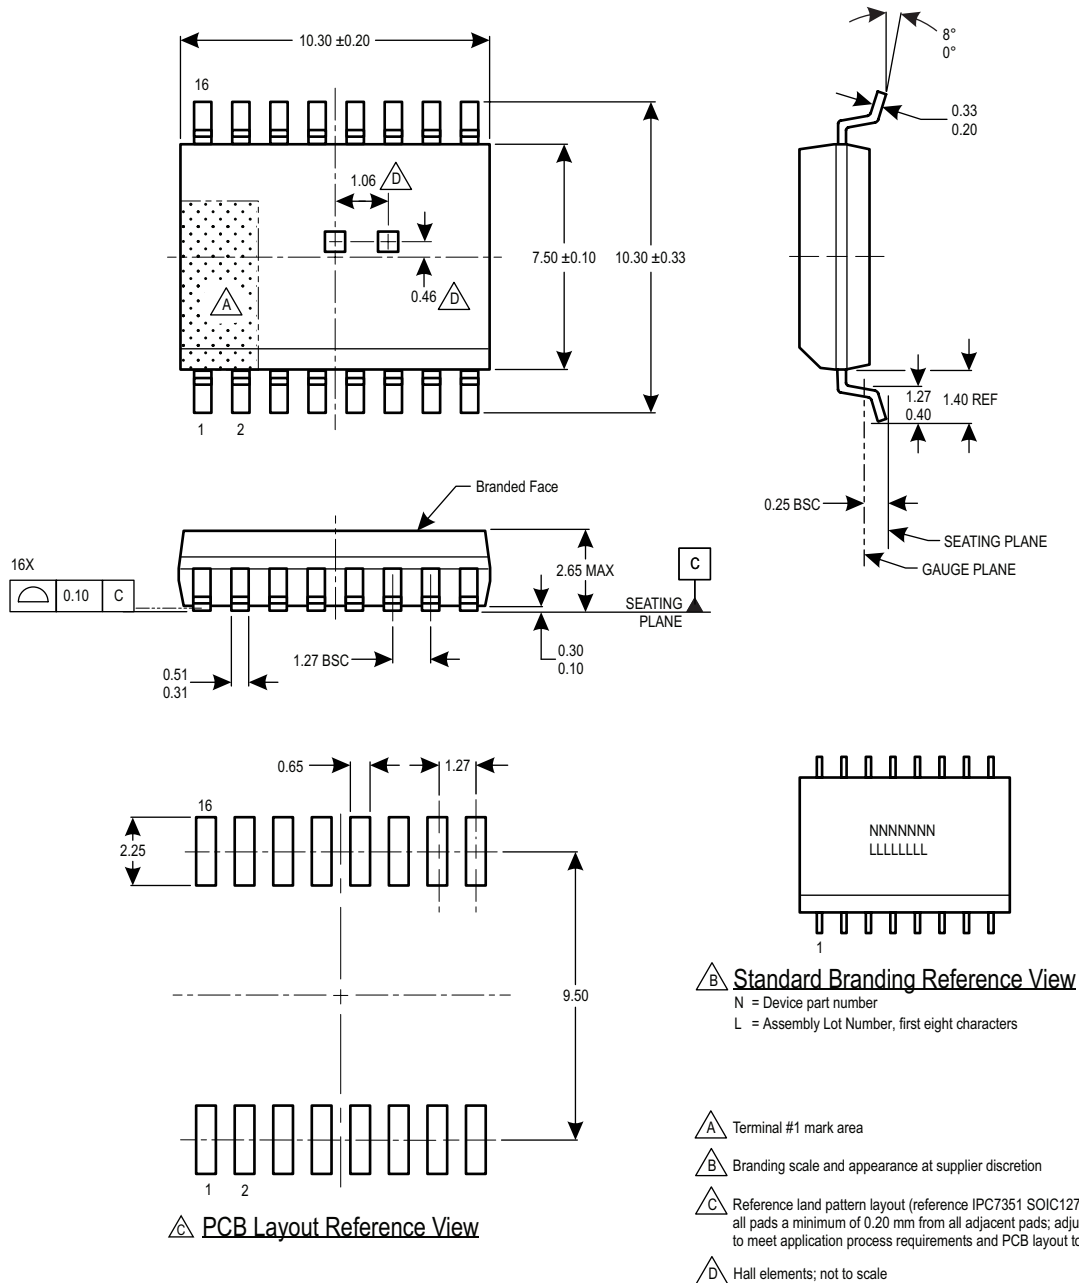 10.30 ±0.20
16
8°
0°
0.33
0.20
1.06
D
7.50 ±0.10
10.30 ±0.33
0.46
D
A
1 2
1.27
0.40
1.40 REF
0.25 BSC
SEATING PLANE
GAUGE PLANE
Branded Face
16X
0.10
C
2.65 MAX
C
SEATING
PLANE
0.51
0.31
1.27 BSC
0.30
0.10
0.65
1.27
16
2.25
9.50
1 2
C PCB Layout Reference View
NNNNNNN
LLLLLLLL
1
B Standard Branding Reference View
N = Device part number
L = Assembly Lot Number, first eight characters
A Terminal #1 mark area
B Branding scale and appearance at supplier discretion
C Reference land pattern layout (reference IPC7351 SOIC127
all pads a minimum of 0.20 mm from all adjacent pads; adju
to meet application process requirements and PCB layout to
D Hall elements; not to scale